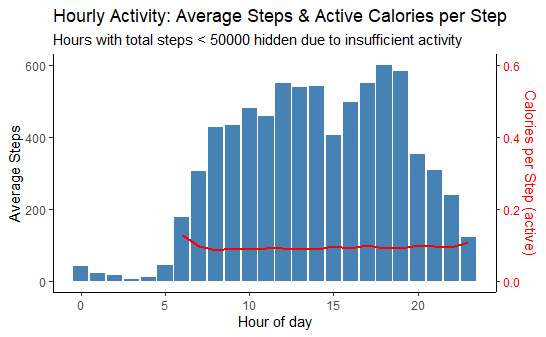 Hourly Activity: Average Steps & Active Calories per Step
Hours with total steps < 50000 hidden due to insufficient activity
Average Steps
600
400
200
0
0.6
0.4
0.2
0.0
Calories per Step (active)
0 5 10 15 20
Hour of day